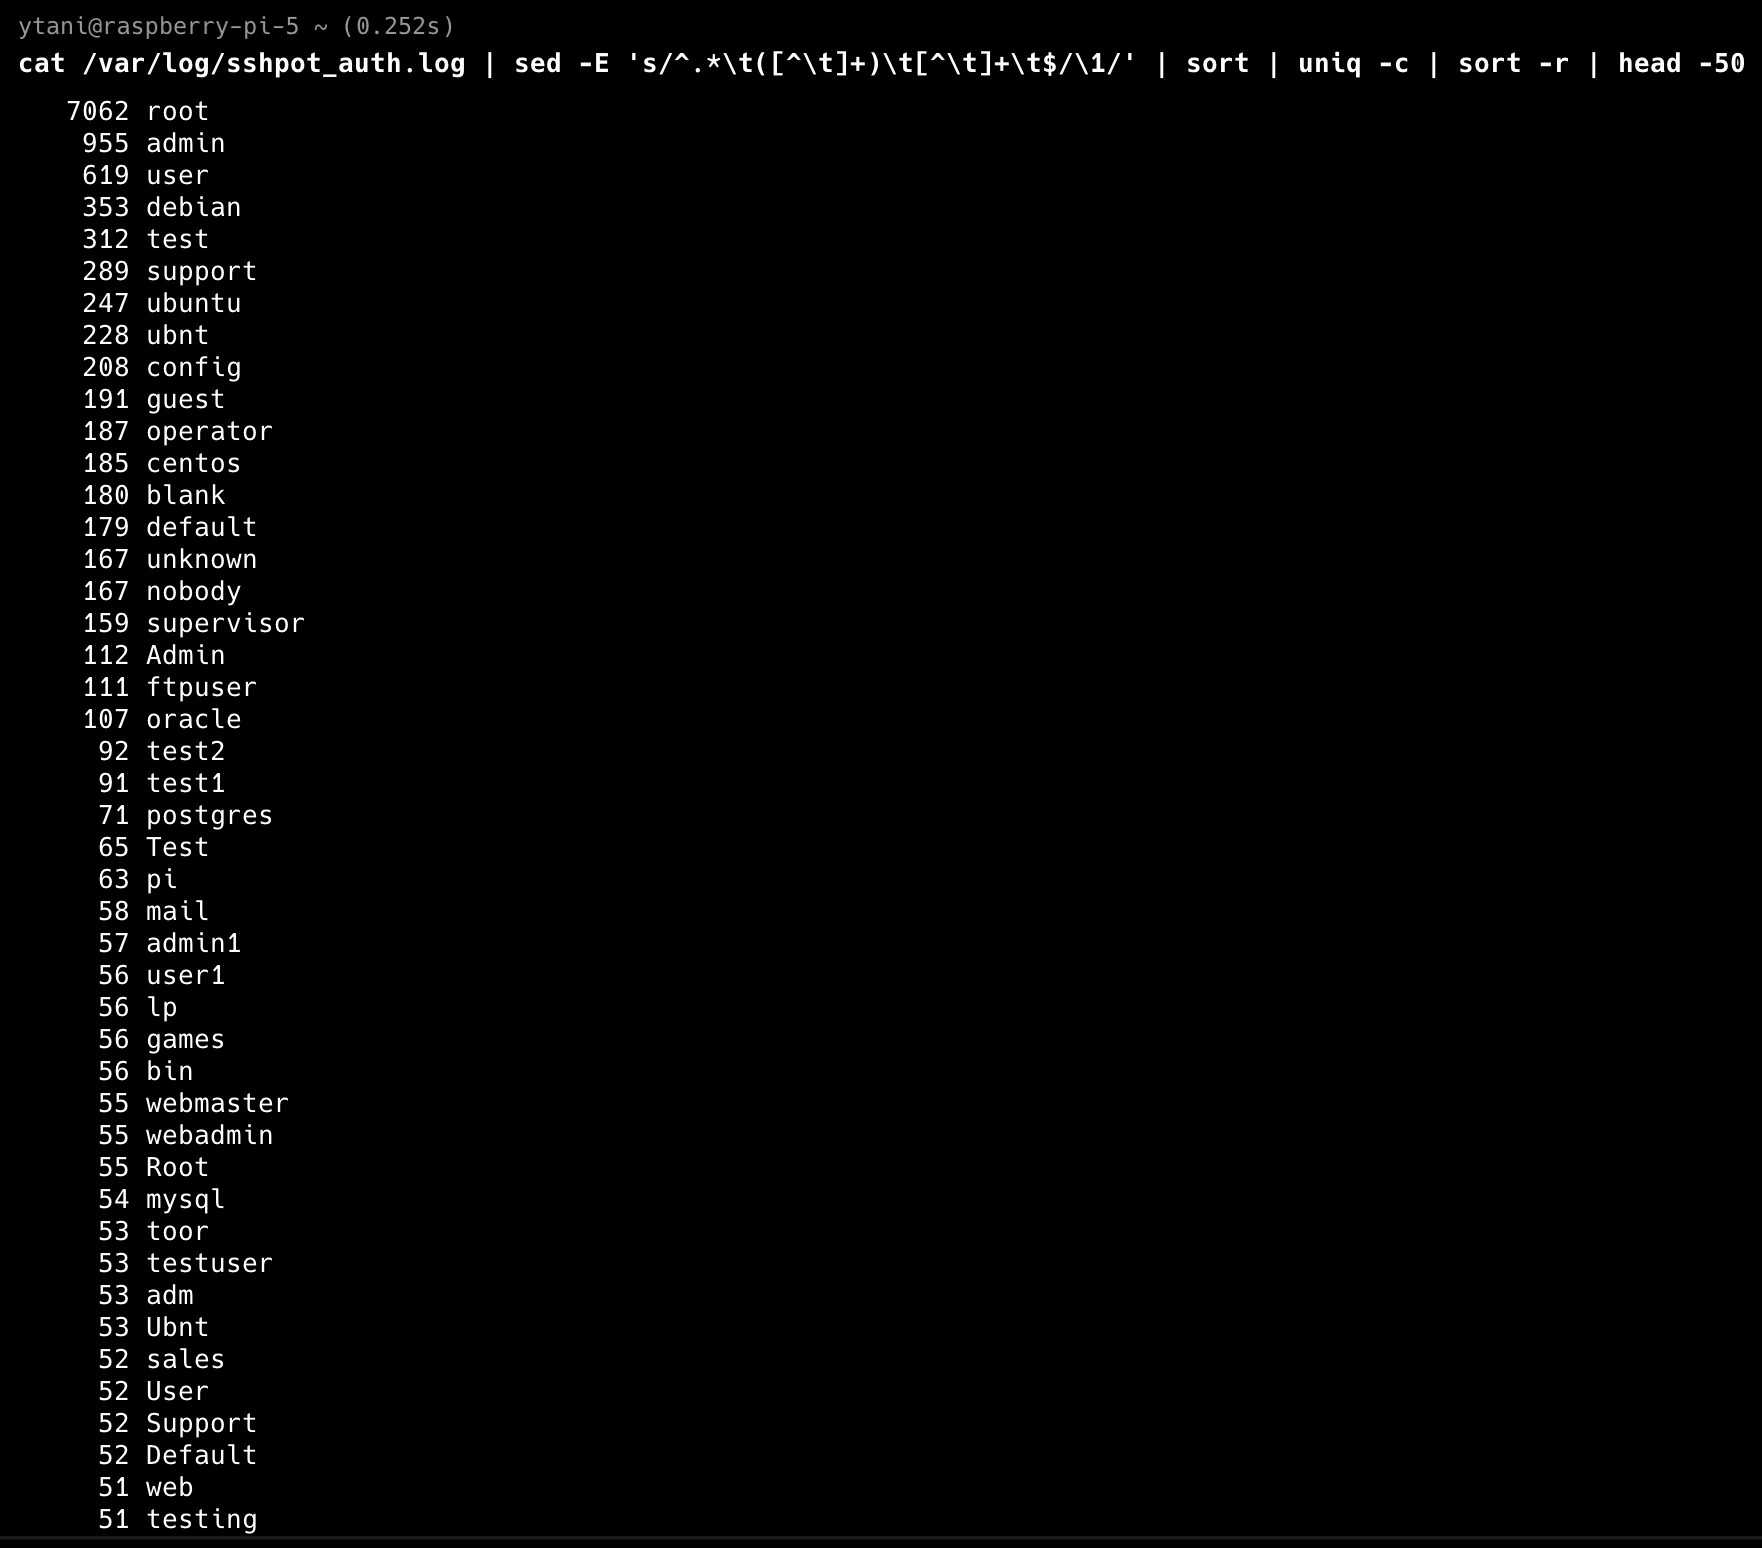 ytani@raspberry-pi-5 ~ (0.252s)
cat /var/log/sshpot_auth.log | sed -E 's/^.*\t([^\t]+)\t[^\t]+\t$/\1/' | sort | uniq -c | sort -r | head -50
7062 root
955 admin
619 user
353 debian
312 test
289 support
247 ubuntu
228 ubnt
208 config
191 guest
187 operator
185 centos
180 blank
179 default
167 unknown
167 nobody
159 supervisor
112 Admin
111 ftpuser
107 oracle
92 test2
91 test1
71 postgres
65 Test
63 pi
58 mail
57 admin1
56 user1
56 lp
56 games
56 bin
55 webmaster
55 webadmin
55 Root
54 mysql
53 toor
53 testuser
53 adm
53 Ubnt
52 sales
52 User
52 Support
52 Default
51 web
51 testing